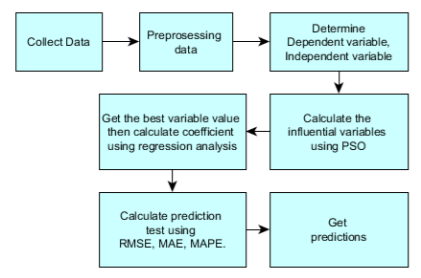 Collect Data
Preprosessing
data
Determine
Dependent variable,
Independent variable
Calculate the
influential variables
using PSO
Get the best variable value
then calculate coefficient
using regression analysis
Calculate prediction
test using
RMSE, MAE, MAPE.
Get
predictions